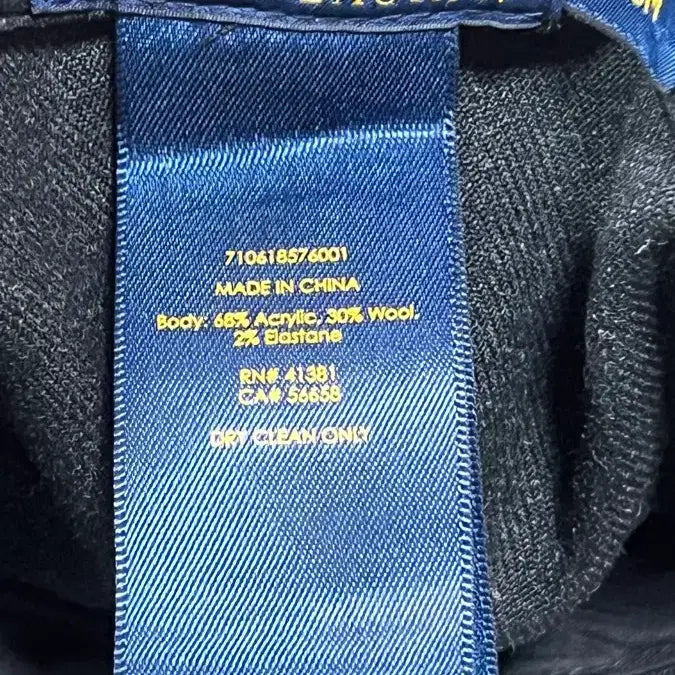 710618576001
MADE IN CHINA
Body: 68% Acrylic, 30% Wool,
2% Elastane
RN# 41381
CA# 56658
DRY CLEAN ONLY